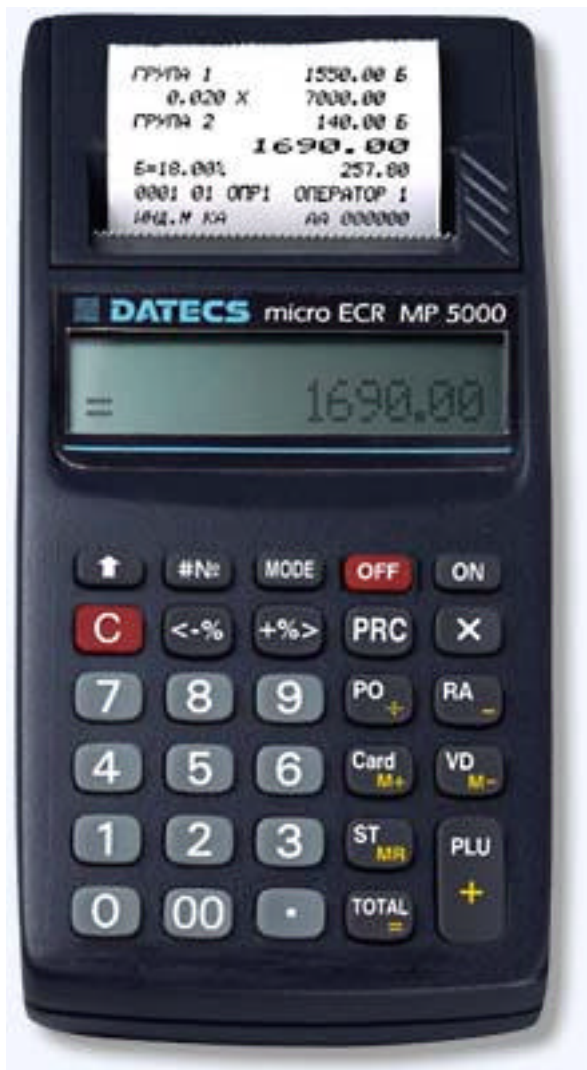 ГРУПА 1 1550.00 Б
0.020 X 7000.00
ГРУПА 2 140.00 Б
1690.00
Б=18.00% 257.80
0001 01 ОПР1 ОПЕРАТОР 1
ИНД.№ КА АА 000000
DATECS micro ECR MP 5000
= 1690.00
#№ MODE OFF ON
C <-% +%> PRC X
7 8 9 PO ÷ RA -
4 5 6 Card M+ VD M-
1 2 3 ST MR PLU +
0 00 . TOTAL =